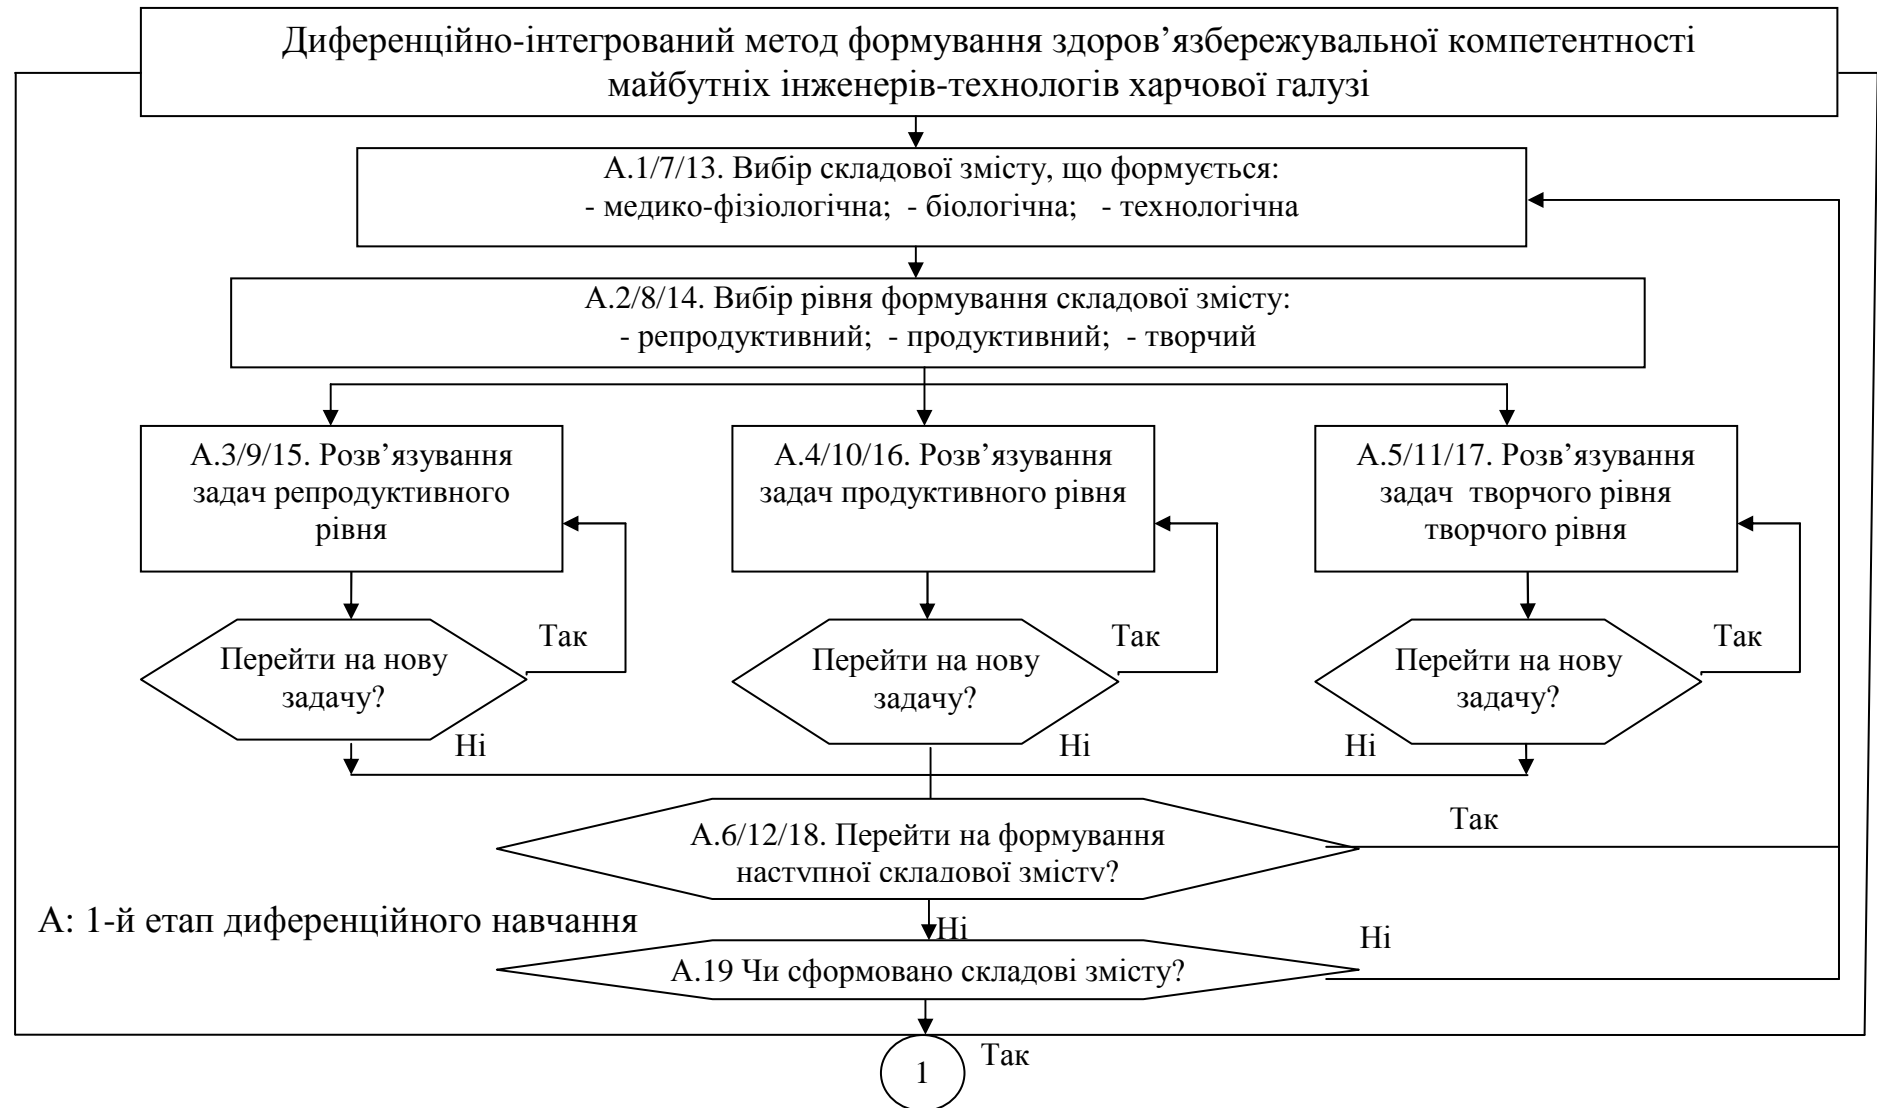 Диференційно-інтегрований метод формування здоров’язбережувальної компетентності
майбутніх інженерів-технологів харчової галузі
А.1/7/13. Вибір складової змісту, що формується:
- медико-фізіологічна; - біологічна; - технологічна
А.2/8/14. Вибір рівня формування складової змісту:
- репродуктивний; - продуктивний; - творчий
А.3/9/15. Розв’язування
задач репродуктивного
рівня
А.4/10/16. Розв’язування
задач продуктивного рівня
А.5/11/17. Розв’язування
задач творчого рівня
творчого рівня
Так
Так
Так
Перейти на нову
задачу?
Перейти на нову
задачу?
Перейти на нову
задачу?
Ні
Ні
Ні
А.6/12/18. Перейти на формування
наступної складової змісту?
Так
А: 1-й етап диференційного навчання
Ні
Ні
А.19 Чи сформовано складові змісту?
Так
1